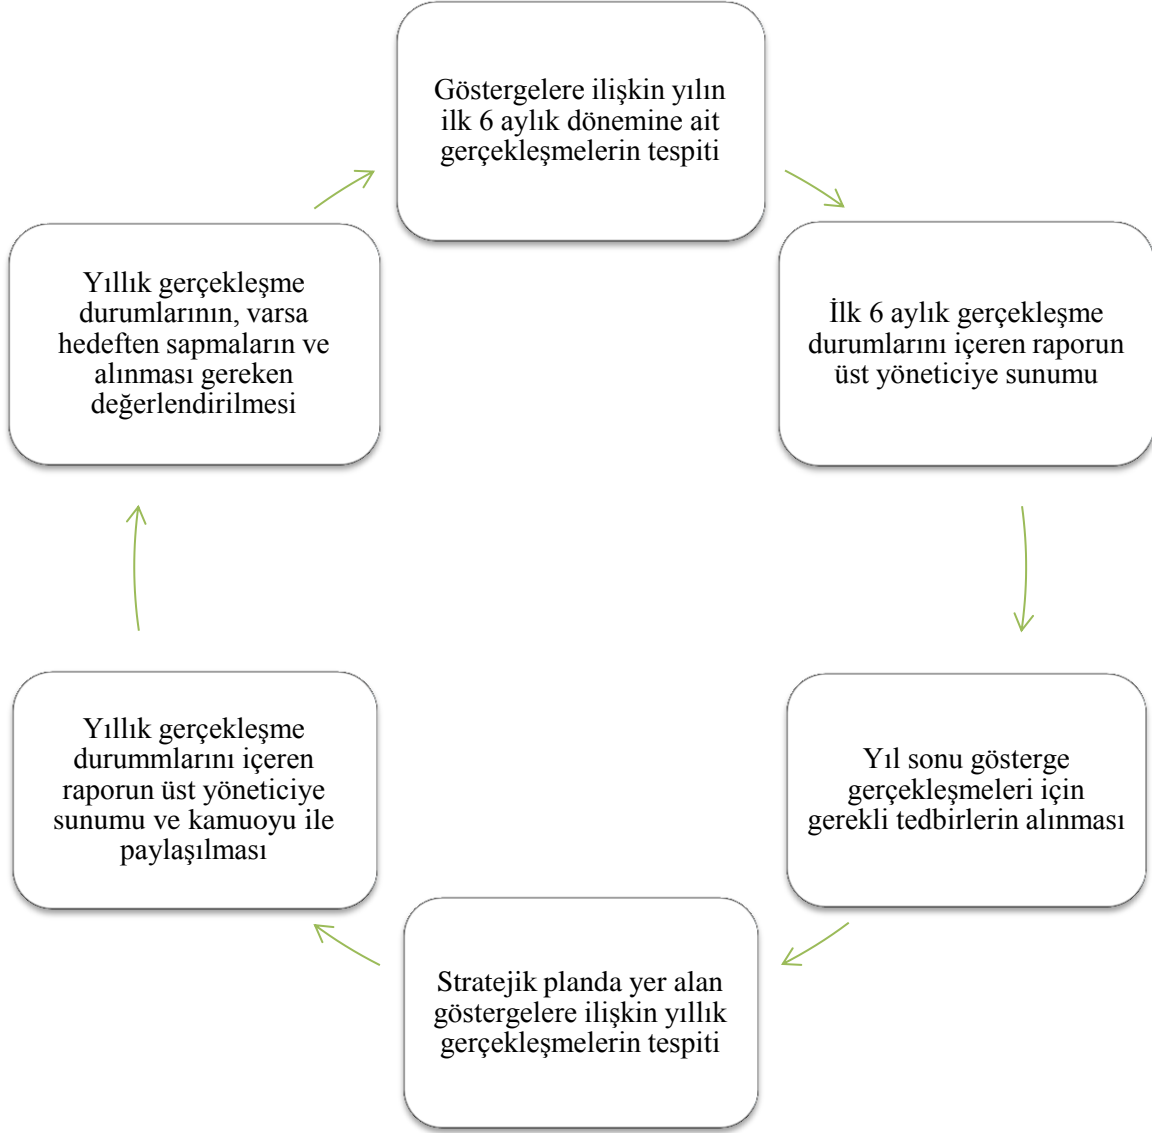 Göstergelere ilişkin yılın
ilk 6 aylık dönemine ait
gerçekleşmelerin tespiti
İlk 6 aylık gerçekleşme
durumlarını içeren raporun
üst yöneticiye sunumu
Yıl sonu gösterge
gerçekleşmeleri için
gerekli tedbirlerin alınması
Stratejik planda yer alan
göstergelere ilişkin yıllık
gerçekleşmelerin tespiti
Yıllık gerçekleşme
durummlarını içeren
raporun üst yöneticiye
sunumu ve kamuoyu ile
paylaşılması
Yıllık gerçekleşme
durumlarının, varsa
hedeften sapmaların ve
alınması gereken
değerlendirilmesi